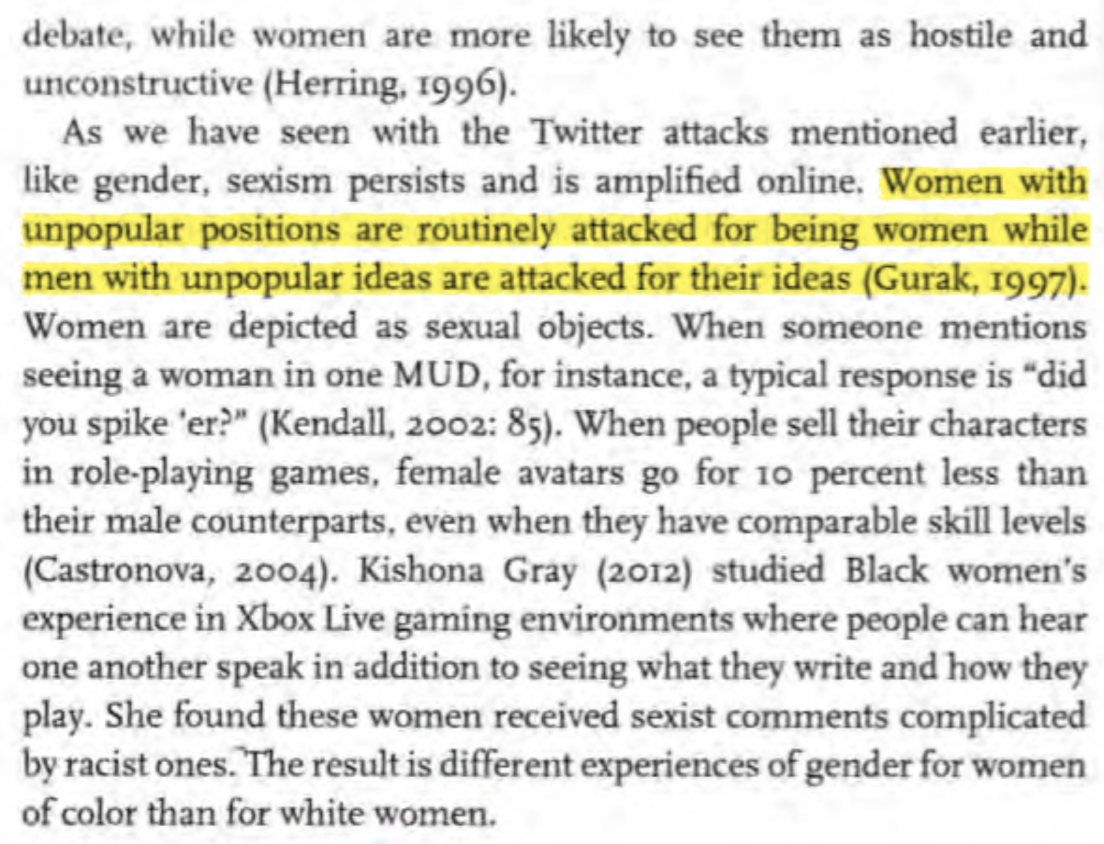 debate, while women are more likely to see them as hostile and
unconstructive (Herring, 1996).
As we have seen with the Twitter attacks mentioned earlier,
like gender, sexism persists and is amplified online. Women with
unpopular positions are routinely attacked for being women while
men with unpopular ideas are attacked for their ideas (Gurak, 1997).
Women are depicted as sexual objects. When someone mentions
seeing a woman in one MUD, for instance, a typical response is “did
you spike 'er?” (Kendall, 2002: 85). When people sell their characters
in role-playing games, female avatars go for 10 percent less than
their male counterparts, even when they have comparable skill levels
(Castronova, 2004). Kishona Gray (2012) studied Black women's
experience in Xbox Live gaming environments where people can hear
one another speak in addition to seeing what they write and how they
play. She found these women received sexist comments complicated
by racist ones. The result is different experiences of gender for women
of color than for white women.